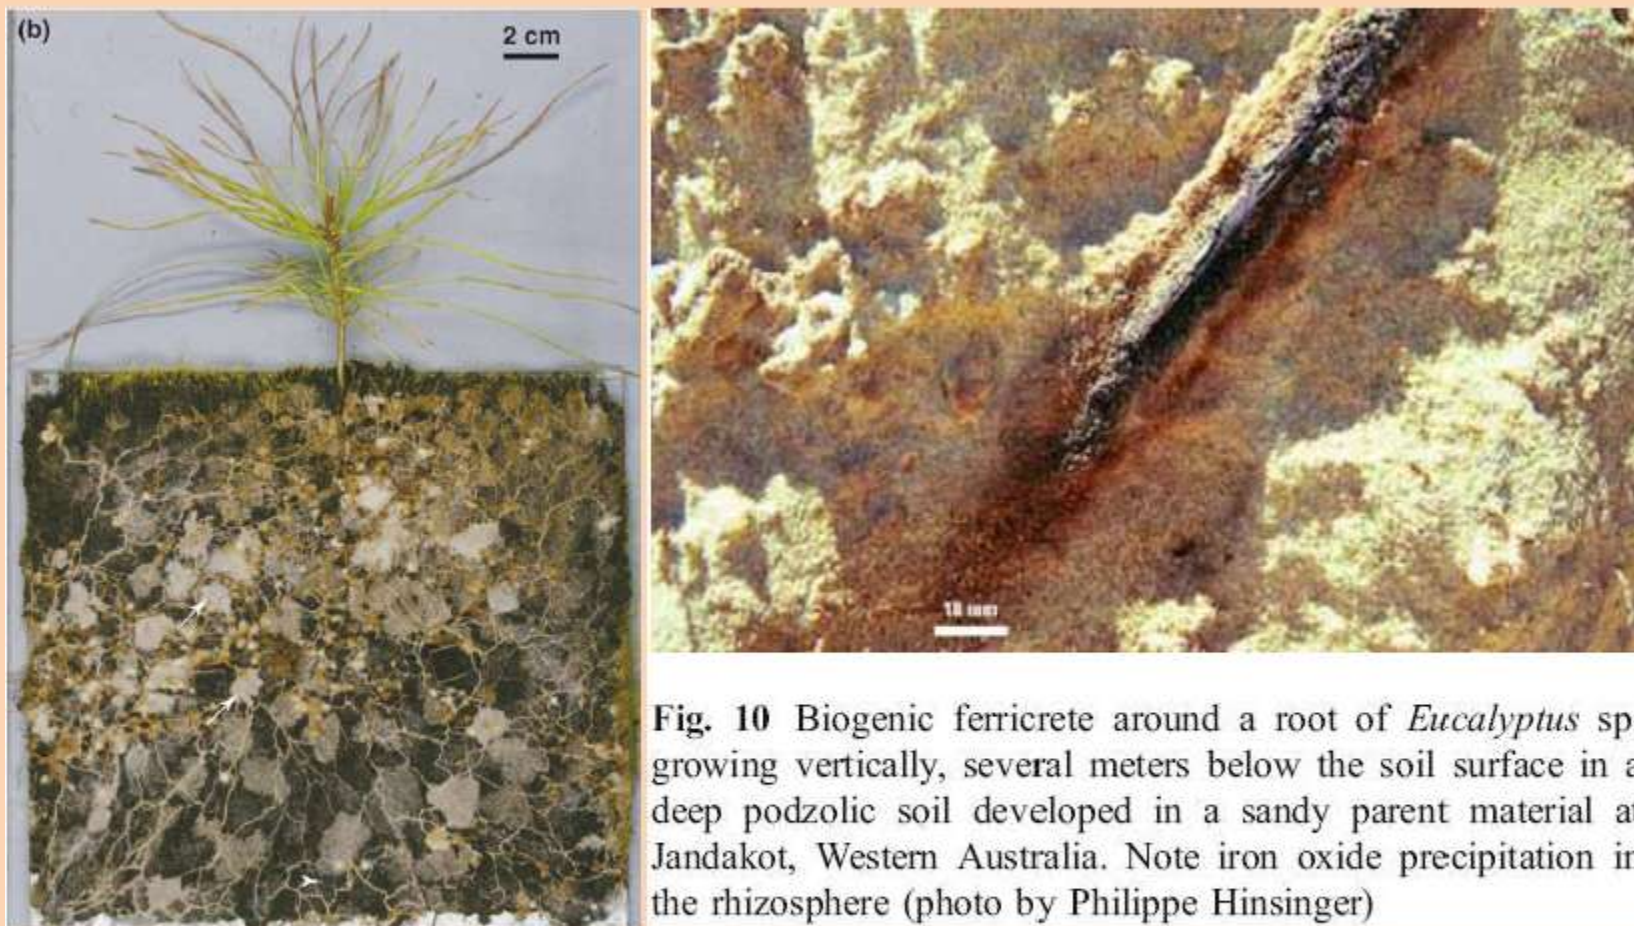 (b)
2 cm
10 mm
Fig. 10 Biogenic ferricrete around a root of Eucalyptus sp
growing vertically, several meters below the soil surface in a
deep podzolic soil developed in a sandy parent material at
Jandakot, Western Australia. Note iron oxide precipitation in
the rhizosphere (photo by Philippe Hinsinger)